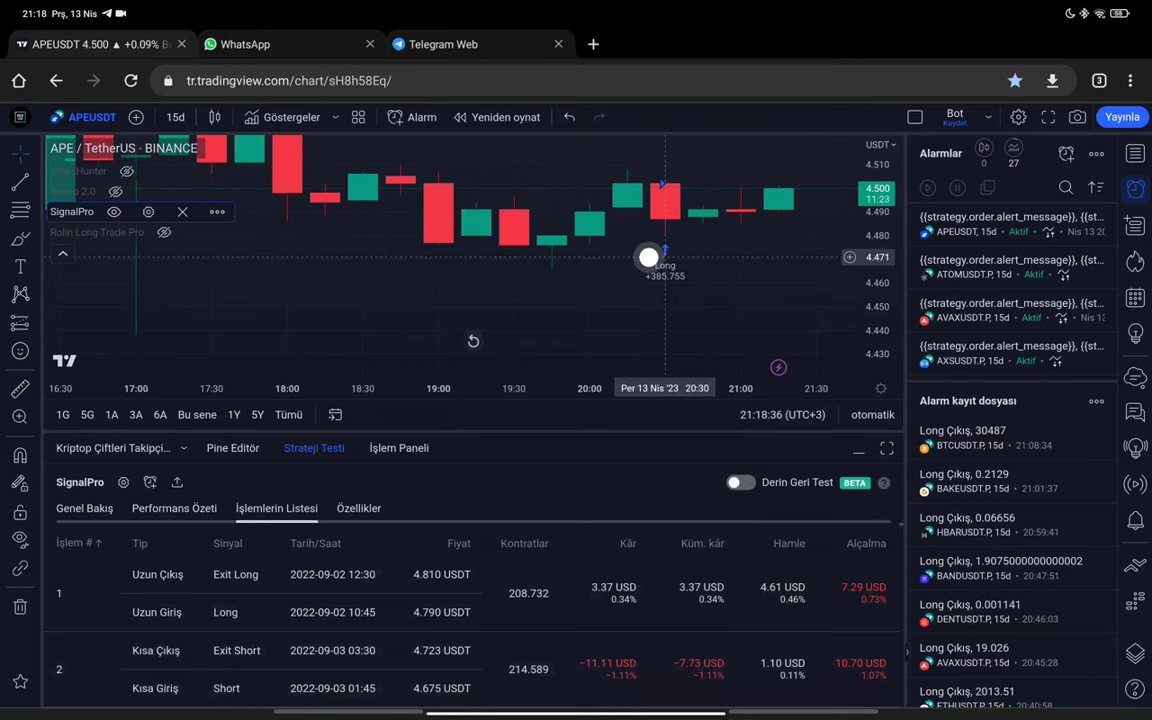 21:18 Prş, 13 Nis
58
APEUSDT 4.500 ▲ +0.09% B
WhatsApp
Telegram Web
tr.tradingview.com/chart/sH8h58Eq/
3
APEUSDT
15d
Göstergeler
Alarm
Yeniden oynat
Bot
Kaydet
Yayınla
APE / TetherUS · BINANCE
USDT
4.510
4.500
11:23
4.490
4.480
4.471
4.460
4.450
4.440
4.430
SignalPro
Rolin Long Trade Pro
Long
+385.755
16:30
17:00
17:30
18:00
18:30
19:00
19:30
20:00
Per 13 Nis '23 20:30
21:00
21:30
1G 5G 1A 3A 6A Bu sene 1Y 5Y Tümü
21:18:36 (UTC+3)
otomatik
Kriptop Çiftleri Takipçi...
Pine Editör
Strateji Testi
İşlem Paneli
SignalPro
Derin Geri Test BETA
Genel Bakış
Performans Özeti
İşlemlerin Listesi
Özellikler
İşlem # ↑
Tip
Sinyal
Tarih/Saat
Fiyat
Kontratlar
Kâr
Küm. kâr
Hamle
Alçalma
1
Uzun Çıkış Exit Long 2022-09-02 12:30 4.810 USDT
Uzun Giriş Long 2022-09-02 10:45 4.790 USDT
208.732
3.37 USD
0.34%
3.37 USD
0.34%
4.61 USD
0.46%
7.29 USD
0.73%
2
Kısa Çıkış Exit Short 2022-09-03 03:30 4.723 USDT
Kısa Giriş Short 2022-09-03 01:45 4.675 USDT
214.589
−11.11 USD
−1.11%
−7.73 USD
−1.11%
1.10 USD
0.11%
10.70 USD
1.07%
Alarmlar
0
27
{{strategy.order.alert_message}}, {{st...
APEUSDT, 15d · Aktif · Nis 13 20
{{strategy.order.alert_message}}, {{st...
ATOMUSDT.P, 15d · Aktif
{{strategy.order.alert_message}}, {{st...
AVAXUSDT.P, 15d · Aktif · Nis 13
{{strategy.order.alert_message}}, {{st...
AXSUSDT.P, 15d · Aktif
Alarm kayıt dosyası
Long Çıkış, 30487
BTCUSDT.P, 15d · 21:08:34
Long Çıkış, 0.2129
BAKEUSDT.P, 15d · 21:01:37
Long Çıkış, 0.06656
HBARUSDT.P, 15d · 20:59:41
Long Çıkış, 1.9075000000000002
BANDUSDT.P, 15d · 20:47:51
Long Çıkış, 0.001141
DENTUSDT.P, 15d · 20:46:03
Long Çıkış, 19.026
AVAXUSDT.P, 15d · 20:45:28
Long Çıkış, 2013.51
ETHUSDT.P, 15d · 20:40:58